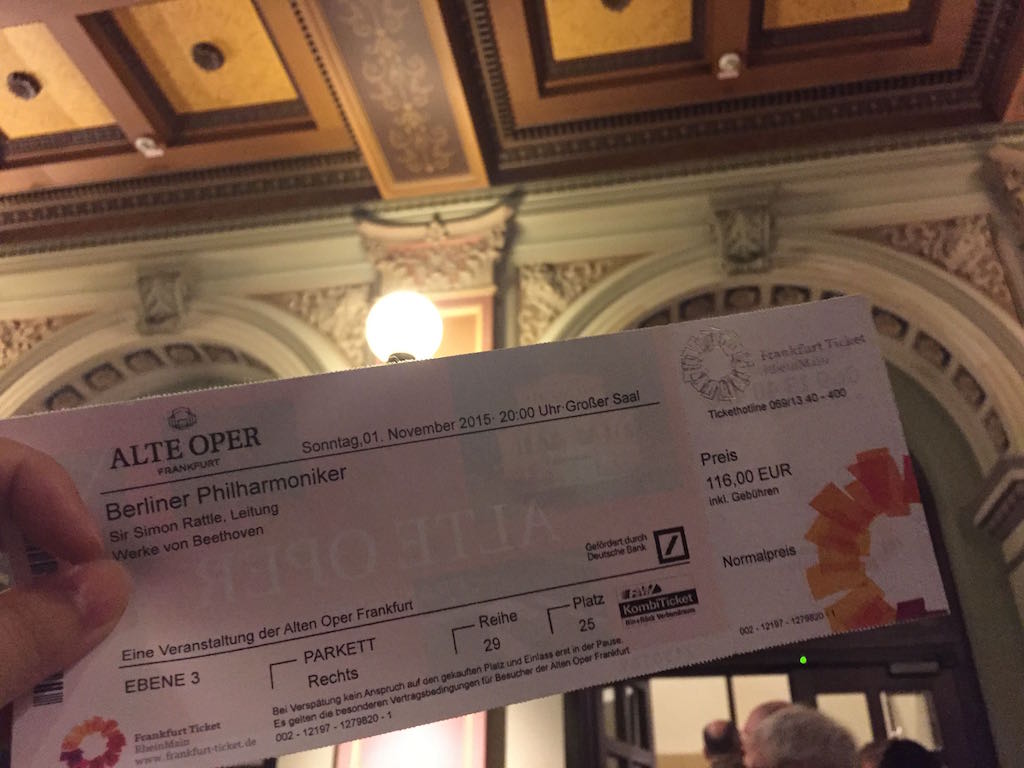 ALTE OPER
FRANKFURT
Sonntag,01. November 2015· 20:00 Uhr·Großer Saal
Berliner Philharmoniker
Sir Simon Rattle, Leitung
Werke von Beethoven
Gefördert durch
Deutsche Bank
Eine Veranstaltung der Alten Oper Frankfurt
EBENE 3
PARKETT
Rechts
Reihe
29
Platz
25
KombiTicket
Bei Verspätung kein Anspruch auf den gekauften Platz und Einlass erst in der Pause.
Es gelten die besonderen Vertragsbedingungen für Besucher der Alten Oper Frankfurt
002 - 12197 - 1279820 - 1
Frankfurt Ticket
RheinMain
www.frankfurt-ticket.de
Frankfurt Ticket
RheinMain
Tickethotline 069/13 40 - 400
Preis
116,00 EUR
inkl. Gebühren
Normalpreis
002 - 12197 - 1279820
ALTE OPER